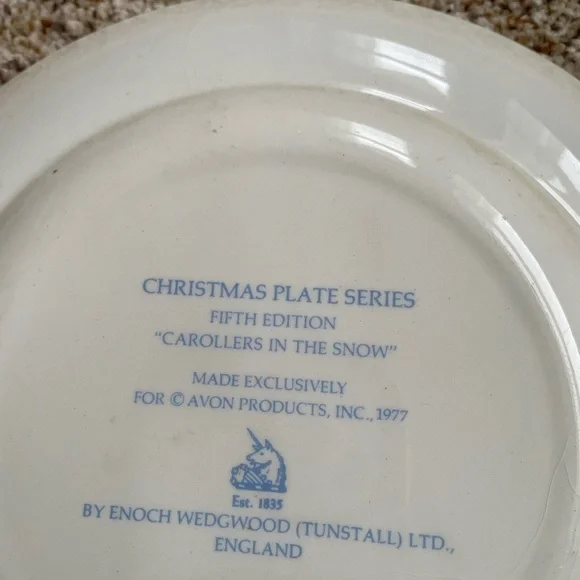 CHRISTMAS PLATE SERIES
FIFTH EDITION
"CAROLLERS IN THE SNOW"
MADE EXCLUSIVELY
FOR © AVON PRODUCTS, INC., 1977
Est. 1835
BY ENOCH WEDGWOOD (TUNSTALL) LTD.,
ENGLAND